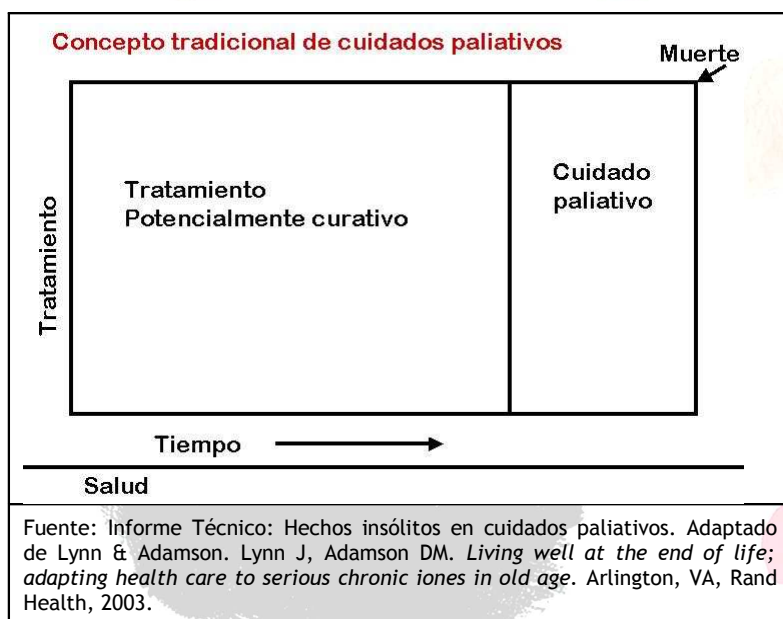 Concepto tradicional de cuidados paliativos
Muerte
Tratamiento
Tratamiento
Potencialmente curativo
Cuidado
paliativo
Tiempo
Salud
Fuente: Informe Técnico: Hechos insólitos en cuidados paliativos. Adaptado
de Lynn & Adamson. Lynn J, Adamson DM. Living well at the end of life;
adapting health care to serious chronic iones in old age. Arlington, VA, Rand
Health, 2003.